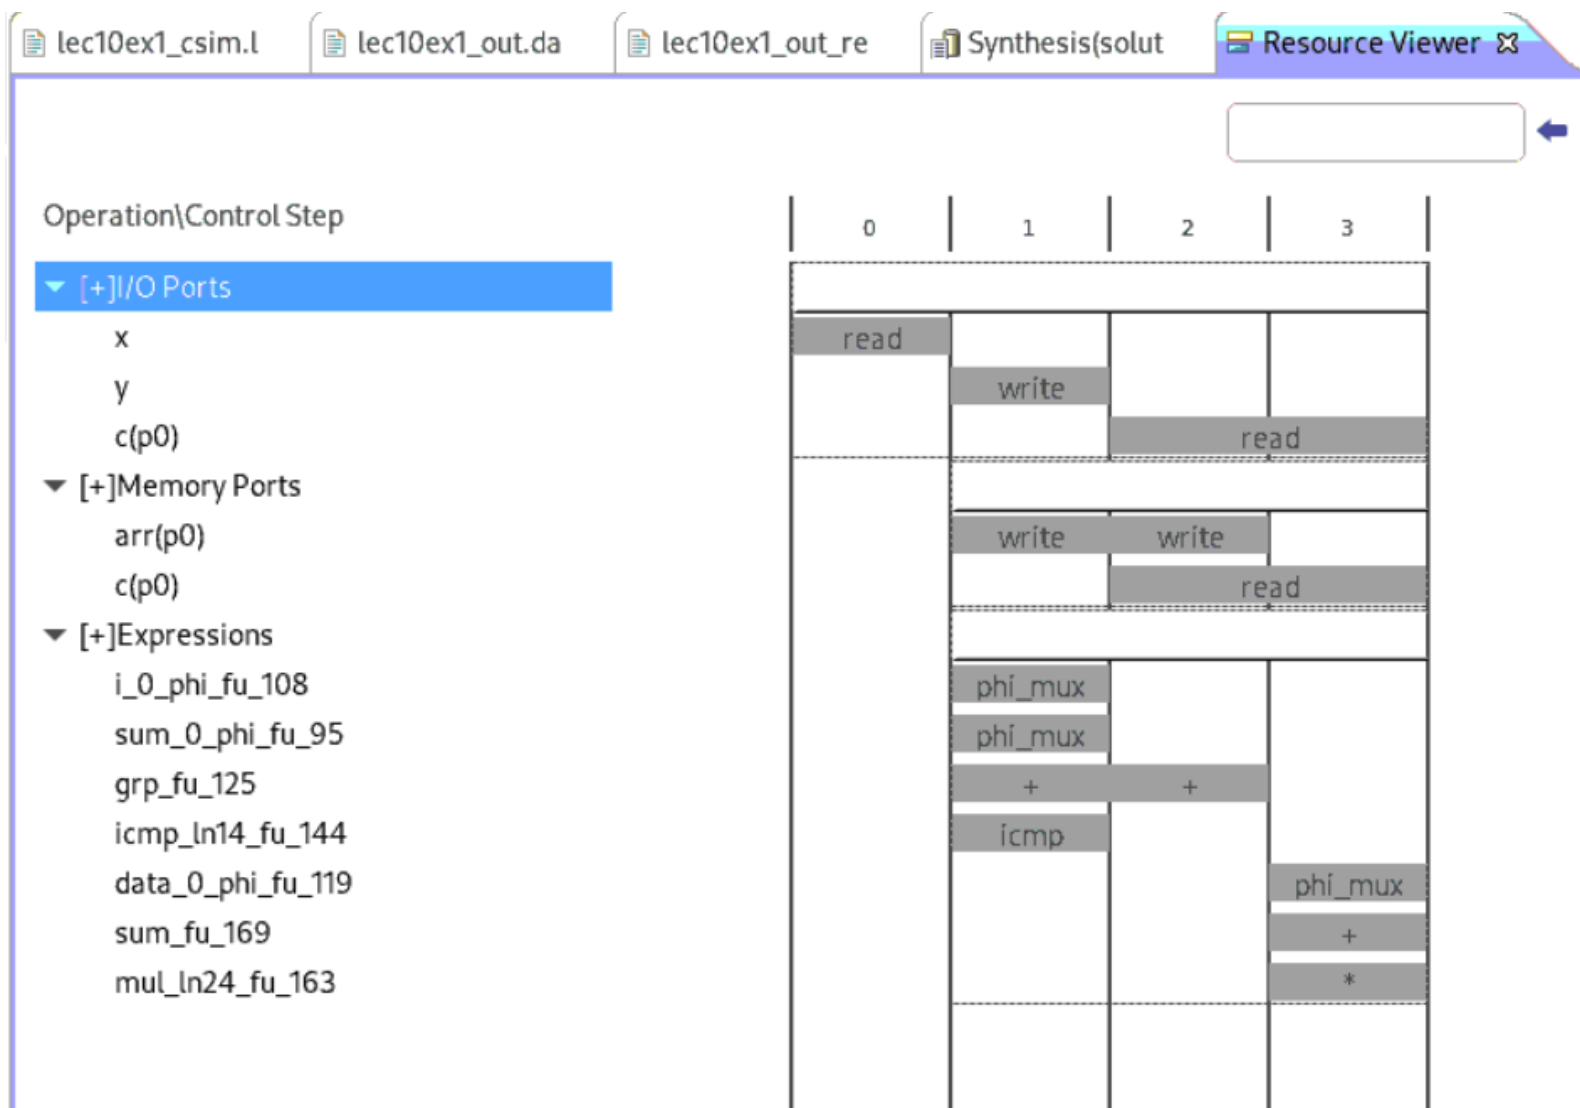 lec10ex1_csim.l lec10ex1_out.da lec10ex1_out_re Synthesis(solut Resource Viewer
Operation\Control Step 0 1 2 3
[+]I/O Ports
x read
y write
c(p0) read
[+]Memory Ports
arr(p0) write write
c(p0) read
[+]Expressions
i_0_phi_fu_108 phi_mux
sum_0_phi_fu_95 phi_mux
grp_fu_125 + +
icmp_ln14_fu_144 icmp
data_0_phi_fu_119 phi_mux
sum_fu_169 +
mul_ln24_fu_163 *